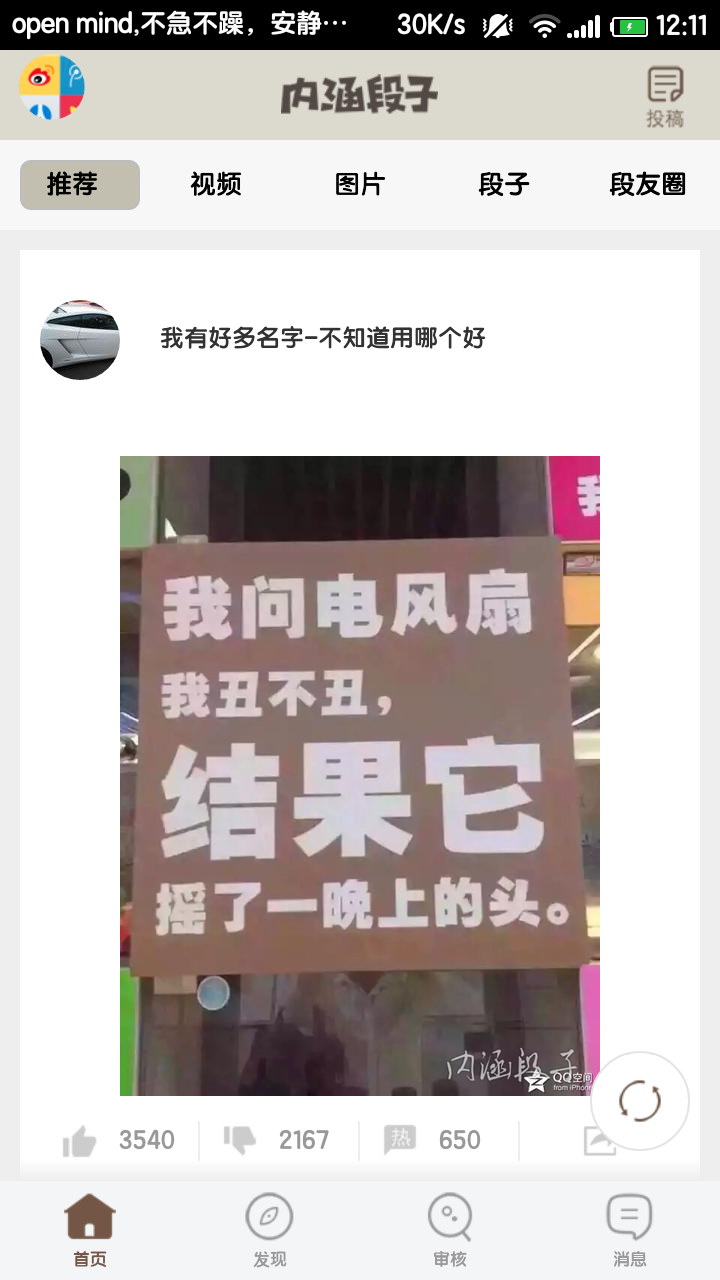 open mind,不急不躁，安静… 30K/s 12:11
内涵段子
投稿
推荐 视频 图片 段子 段友圈
我有好多名字-不知道用哪个好
我
我问电风扇
我丑不丑，
结果它
摇了一晚上的头。
内涵段子
QQ空间
from iPhone
3540 2167 热 650
首页 发现 审核 消息